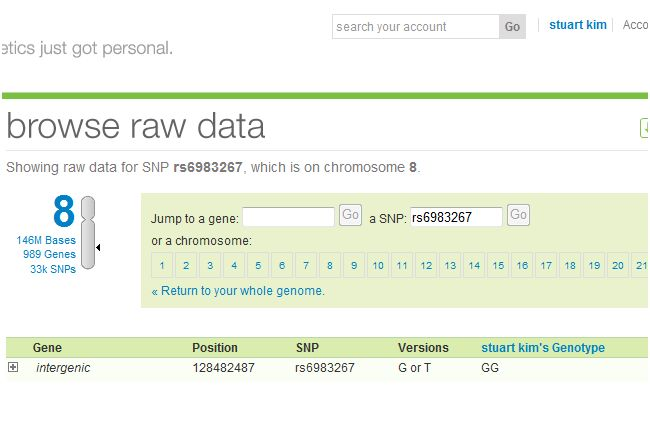 search your account Go stuart kim Acco
etics just got personal.
browse raw data
Showing raw data for SNP rs6983267, which is on chromosome 8.
8
146M Bases
989 Genes
33k SNPs
Jump to a gene: Go a SNP: rs6983267 Go
or a chromosome:
1 2 3 4 5 6 7 8 9 10 11 12 13 14 15 16 17 18 19 20 21
« Return to your whole genome.
Gene Position SNP Versions stuart kim's Genotype
intergenic 128482487 rs6983267 G or T GG